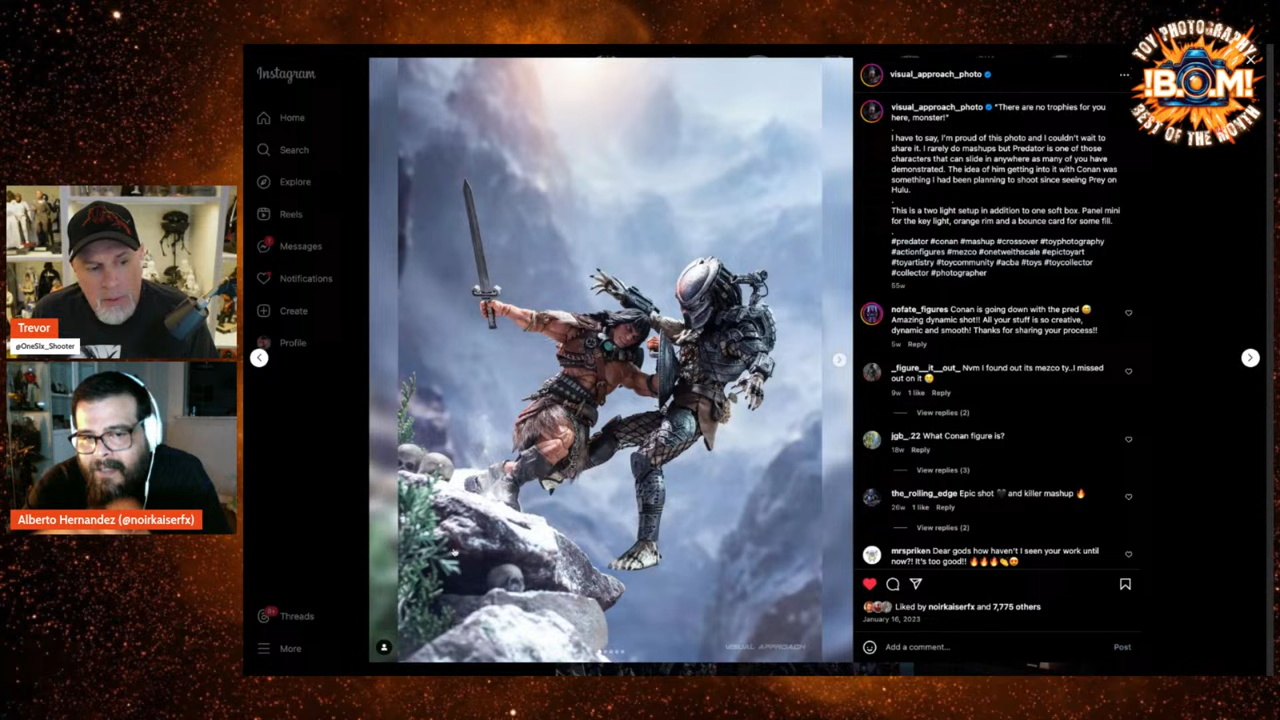 TOY PHOTOGRAPHY
!B.O.M!
BEST OF THE MONTH
Instagram
Home
Search
Explore
Reels
Messages
Notifications
Create
Profile
Threads
More
Trevor
@OneSix_Shooter
Alberto Hernandez (@noirkaiserfx)
VISUAL APPROACH
visual_approach_photo
visual_approach_photo "There are no trophies for you
here, monster!"
I have to say, I'm proud of this photo and I couldn't wait to
share it. I rarely do mashups but Predator is one of those
characters that can slide in anywhere as many of you have
demonstrated. The idea of him getting into it with Conan was
something I had been planning to shoot since seeing Prey on
Hulu.
This is a two light setup in addition to one soft box. Panel mini
for the key light, orange rim and a bounce card for some fill.
#predator #conan #mashup #crossover #toyphotography
#actionfigures #mezco #onetwelthscale #epictoyart
#toyartistry #toycommunity #acba #toys #toycollector
#collector #photographer
55w
nofate_figures Conan is going down with the pred 😅
Amazing dynamic shot!! All your stuff is so creative,
dynamic and smooth! Thanks for sharing your process!!
5w Reply
_figure__it__out_ Nvm I found out its mezco ty..I missed
out on it 😢
9w 1 like Reply
View replies (2)
jgb_.22 What Conan figure is?
18w Reply
View replies (3)
the_rolling_edge Epic shot 🖤 and killer mashup 🔥
26w 1 like Reply
View replies (2)
mrspriken Dear gods how haven't I seen your work until
now?! It's too good!! 🔥🔥🔥👏😍
Liked by noirkaiserfx and 7,775 others
January 16, 2023
Add a comment...
Post